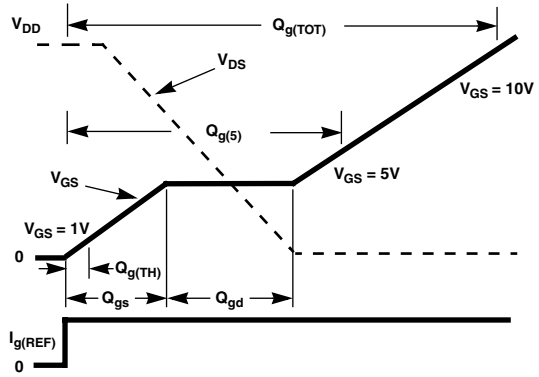 V_DD
Q_g(TOT)
V_DS
V_GS = 10V
Q_g(5)
V_GS
V_GS = 5V
V_GS = 1V
0
Q_g(TH)
Q_gs
Q_gd
I_g(REF)
0